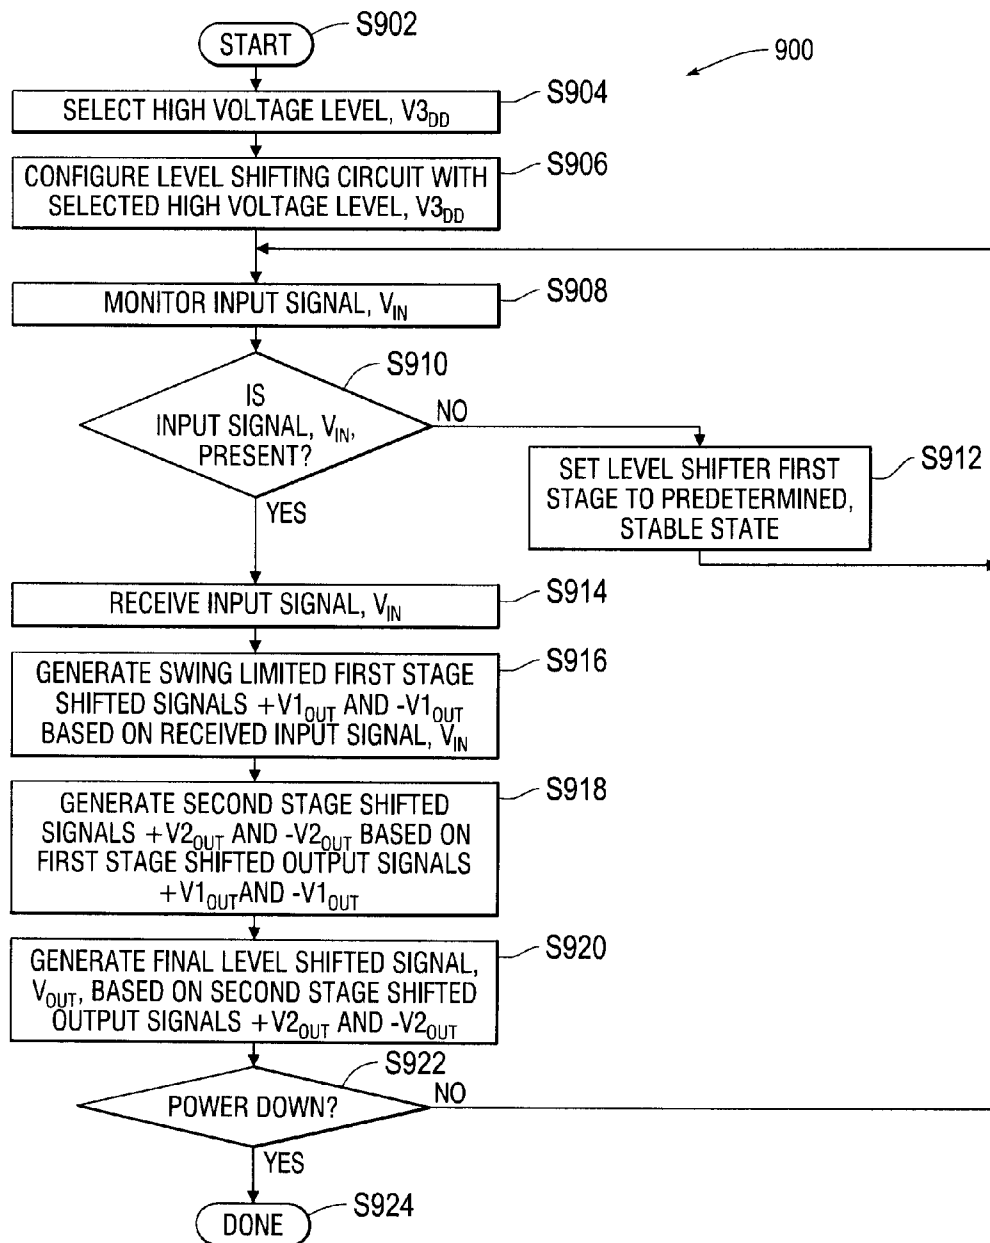 START
S902
900
SELECT HIGH VOLTAGE LEVEL, V3DD
S904
CONFIGURE LEVEL SHIFTING CIRCUIT WITH
SELECTED HIGH VOLTAGE LEVEL, V3DD
S906
MONITOR INPUT SIGNAL, VIN
S908
S910
IS
INPUT SIGNAL, VIN,
PRESENT?
NO
YES
SET LEVEL SHIFTER FIRST
STAGE TO PREDETERMINED,
STABLE STATE
S912
RECEIVE INPUT SIGNAL, VIN
S914
GENERATE SWING LIMITED FIRST STAGE
SHIFTED SIGNALS +V1OUT AND -V1OUT
BASED ON RECEIVED INPUT SIGNAL, VIN
S916
GENERATE SECOND STAGE SHIFTED
SIGNALS +V2OUT AND -V2OUT BASED ON
FIRST STAGE SHIFTED OUTPUT SIGNALS
+V1OUT AND -V1OUT
S918
GENERATE FINAL LEVEL SHIFTED SIGNAL,
VOUT, BASED ON SECOND STAGE SHIFTED
OUTPUT SIGNALS +V2OUT AND -V2OUT
S920
S922
POWER DOWN?
NO
YES
DONE
S924